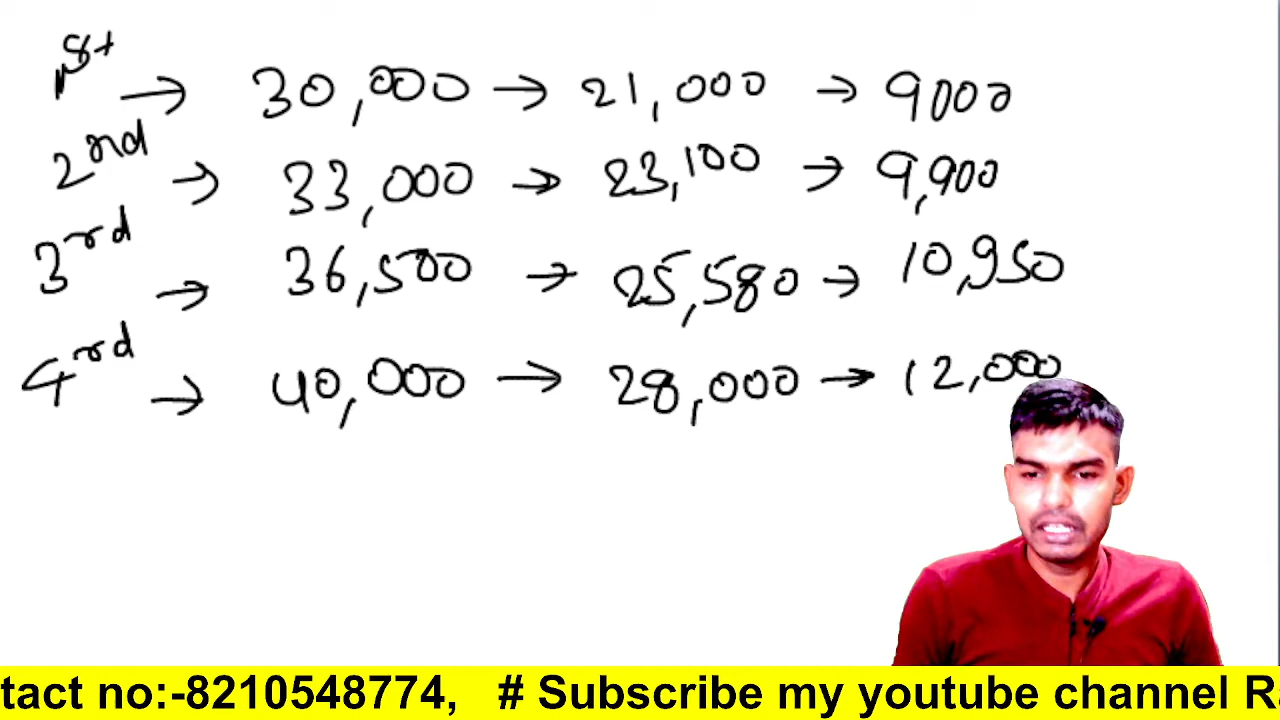 1st → 30,000 → 21,000 → 9000
2nd → 33,000 → 23,100 → 9,900
3rd → 36,500 → 25,580 → 10,950
4rd → 40,000 → 28,000 → 12,000
tact no:-8210548774, # Subscribe my youtube channel Ra